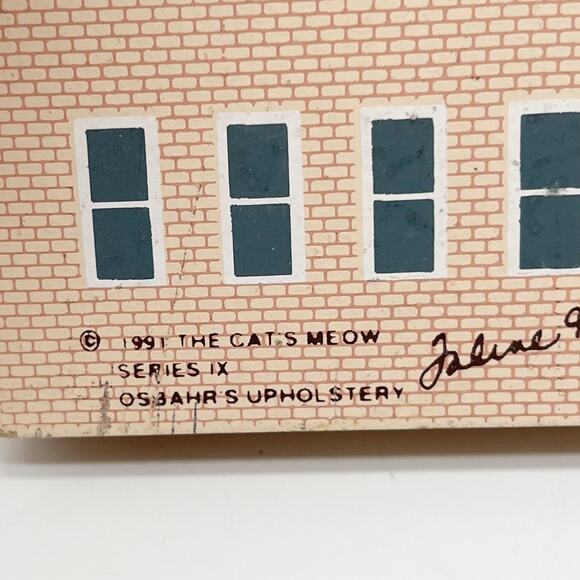 © 1991 THE CAT'S MEOW
SERIES IX
OSBAHR'S UPHOLSTERY
Faline